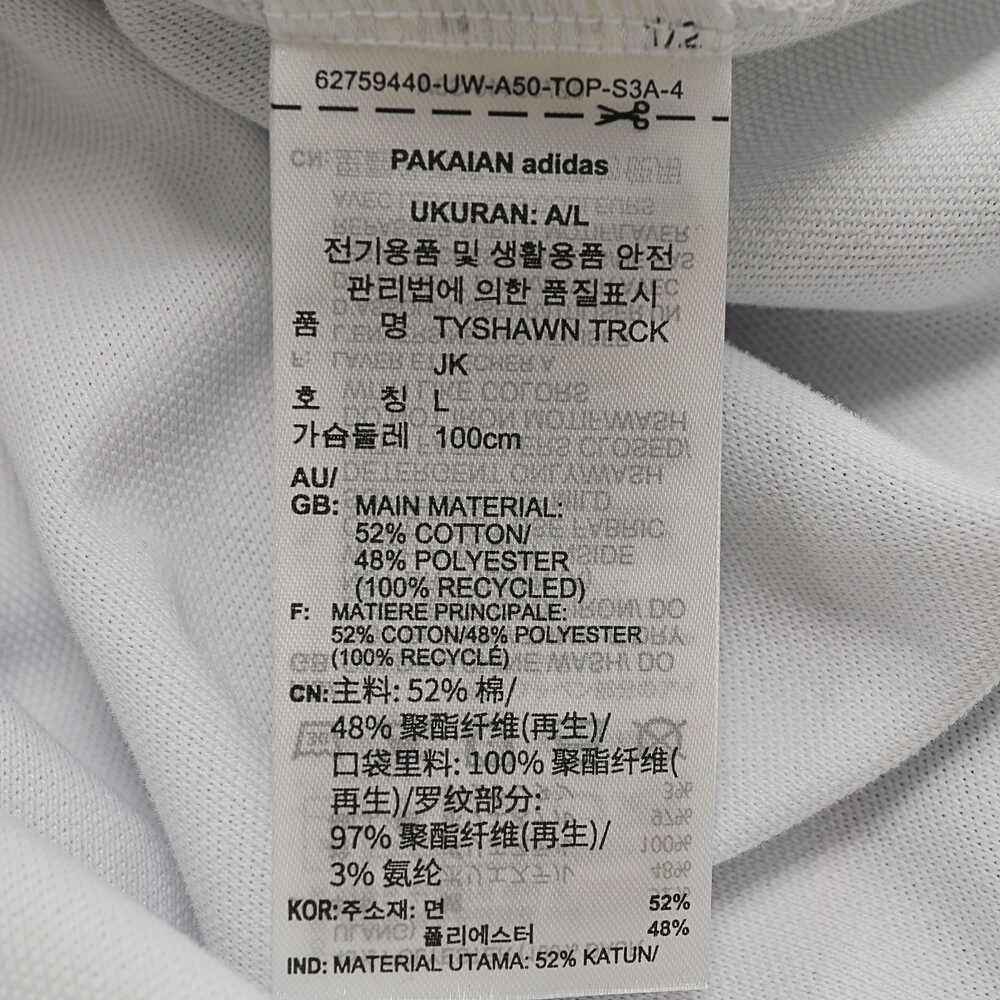 62759440-UW-A50-TOP-S3A-4
PAKAIAN adidas
UKURAN: A/L
전기용품 및 생활용품 안전
관리법에 의한 품질표시
품 명 TYSHAWN TRCK
JK
호 칭 L
가슴둘레 100cm
AU/
GB: MAIN MATERIAL:
52% COTTON/
48% POLYESTER
(100% RECYCLED)
F: MATIERE PRINCIPALE:
52% COTON/48% POLYESTER
(100% RECYCLÉ)
CN:主料: 52% 棉/
48% 聚酯纤维(再生)/
口袋里料: 100% 聚酯纤维(
再生)/罗纹部分:
97% 聚酯纤维(再生)/
3% 氨纶
KOR:주소재: 면 52%
폴리에스터 48%
IND: MATERIAL UTAMA: 52% KATUN/